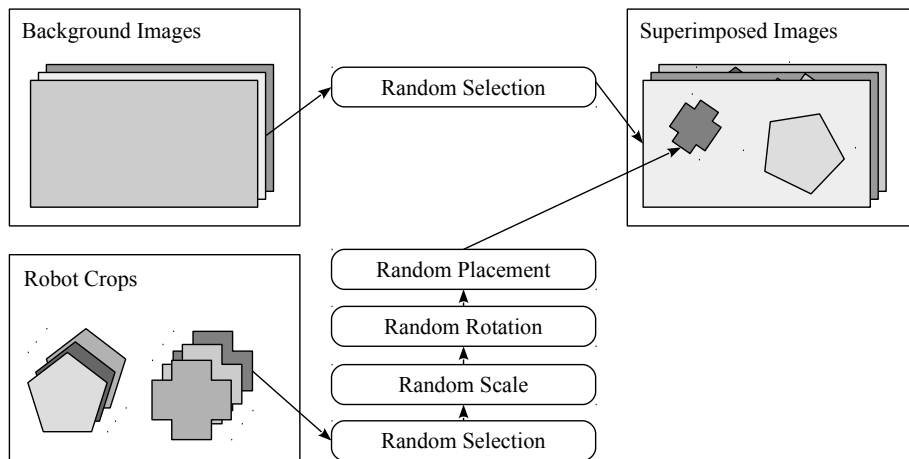 Background Images
Random Selection
Superimposed Images
Robot Crops
Random Placement
Random Rotation
Random Scale
Random Selection